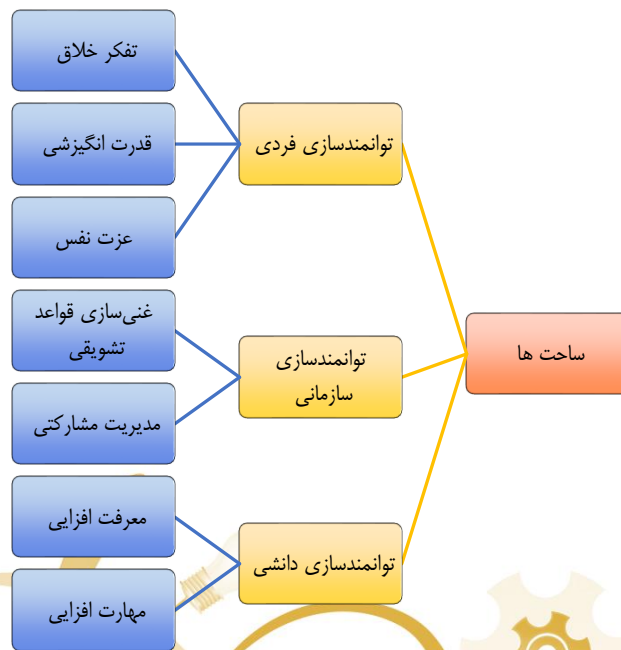 ساحت ها
توانمندسازی فردی
تفکر خلاق
قدرت انگیزشی
عزت نفس
توانمندسازی
سازمانی
غنی‌سازی قواعد
تشویقی
مدیریت مشارکتی
توانمندسازی دانشی
معرفت افزایی
مهارت افزایی